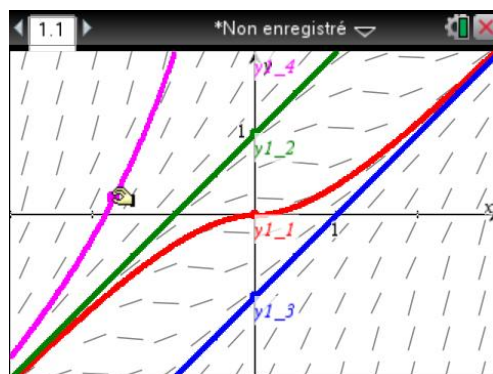 1.1 *Non enregistré
y1_4 y
1
y1_2
x
y1_1 1
y1_3